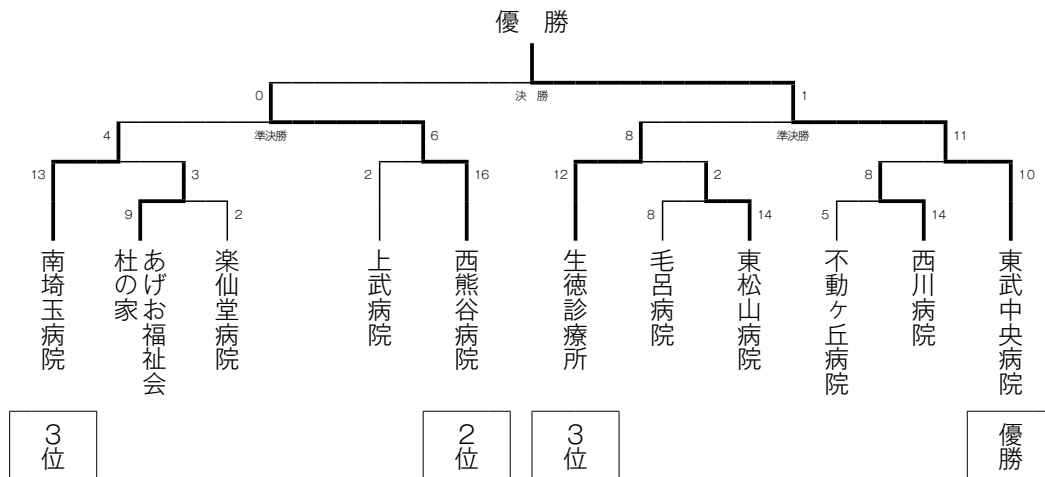 優　勝
決　勝
0
1
準決勝
準決勝
4
6
8
11
13
3
2
16
12
2
8
10
9
2
8
14
5
14
南埼玉病院
あげお福祉会
杜の家
楽仙堂病院
上武病院
西熊谷病院
生徳診療所
毛呂病院
東松山病院
不動ヶ丘病院
西川病院
東武中央病院
3位
2位
3位
優勝